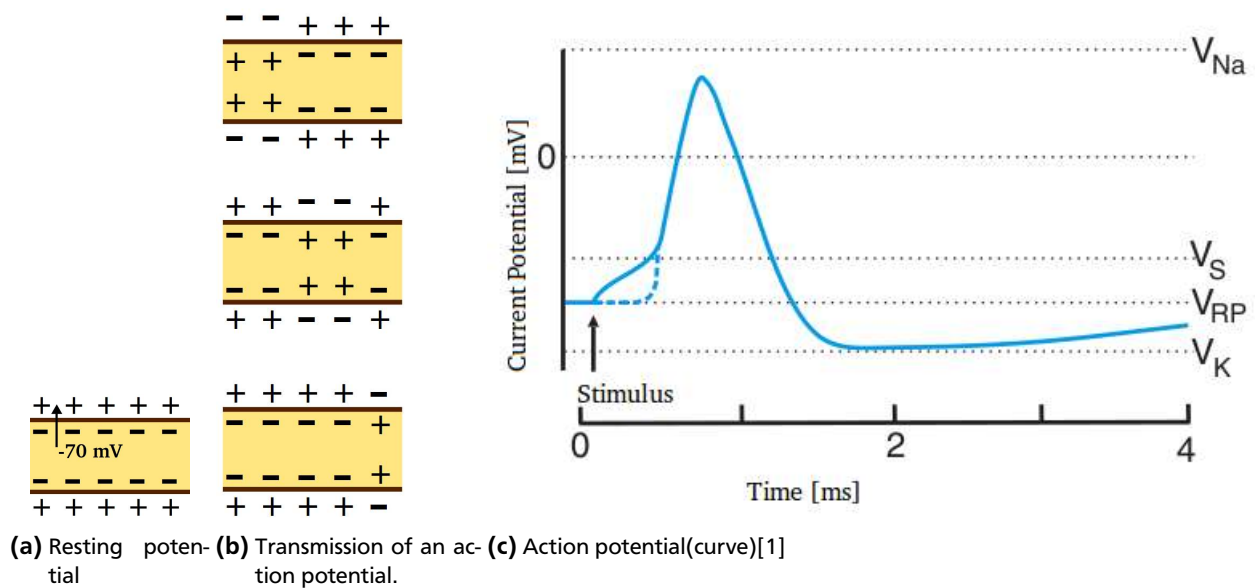 - - + + +
+ + - - -
+ + - - -
- - + + +
+ + - - +
- - + + -
- - + + -
+ + - - +
+ + + + -
- - - - +
- - - - +
+ + + + -
+ + + + +
- - - - -
-70 mV
- - - - -
+ + + + +
Current Potential [mV]
0
V_Na
V_S
V_RP
V_K
Stimulus
0 2 4
Time [ms]
(a) Resting poten-
tial
(b) Transmission of an ac-
tion potential.
(c) Action potential(curve)[1]